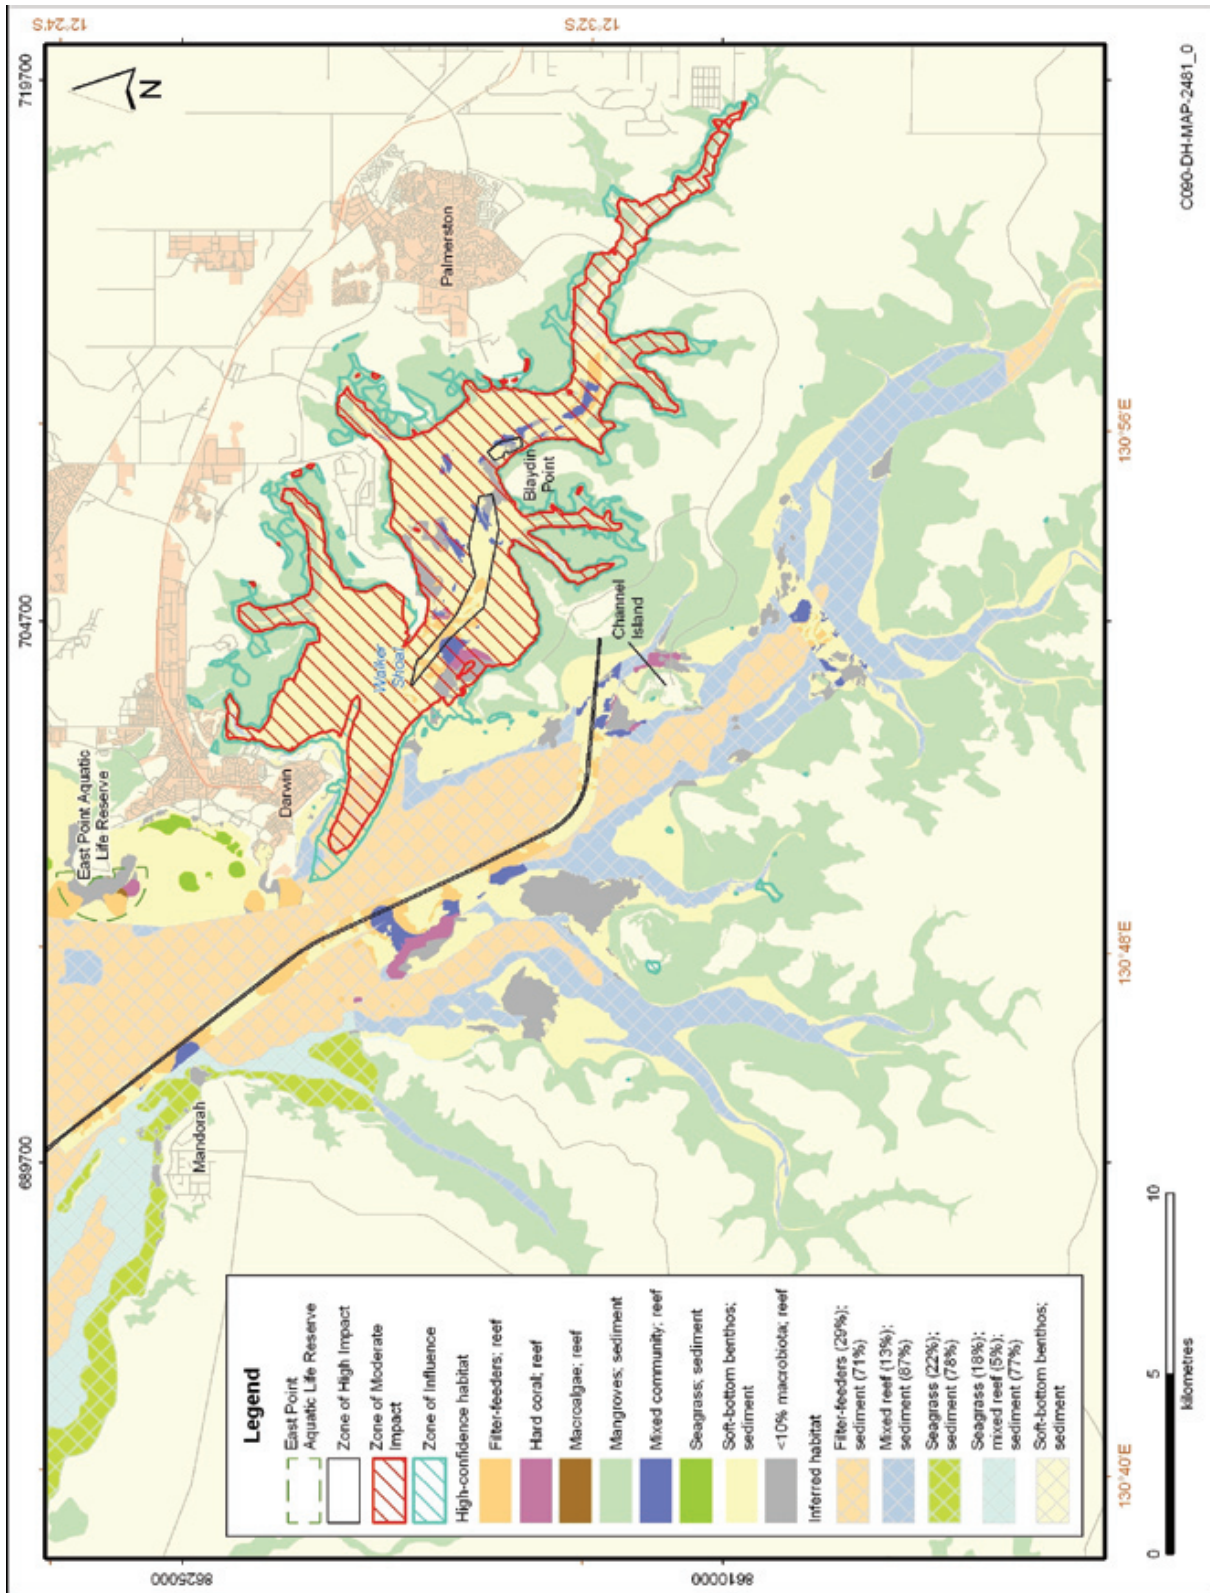 12°24'S
12°32'S
719700
704700
689700
N
East Point Aquatic
Life Reserve
Darwin
Palmerston
Walker
Shoal
Blaydin
Point
Channel
Island
Mandorah
130°56'E
130°48'E
130°40'E
8625000
8610000
Legend
East Point
Aquatic Life Reserve
Zone of High Impact
Zone of Moderate
Impact
Zone of Influence
High-confidence habitat
Filter-feeders; reef
Hard coral; reef
Macroalgae; reef
Mangroves; sediment
Mixed community; reef
Seagrass; sediment
Soft-bottom benthos;
sediment
<10% macrobiota; reef
Inferred habitat
Filter-feeders (29%);
sediment (71%)
Mixed reef (13%);
sediment (87%)
Seagrass (22%);
sediment (78%)
Seagrass (18%);
mixed reef (5%);
sediment (77%)
Soft-bottom benthos;
sediment
0
5
10
kilometres
C090-DH-MAP-2481_0